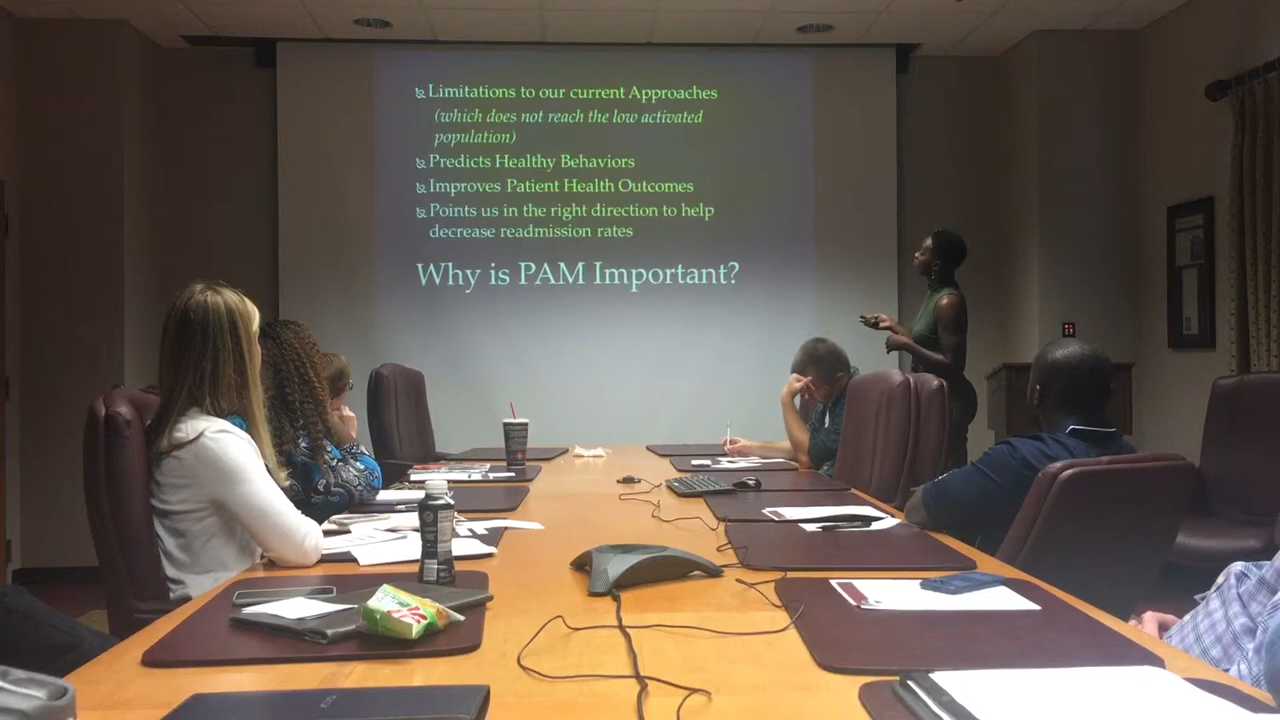 Limitations to our current Approaches
(which does not reach the low activated
population)
Predicts Healthy Behaviors
Improves Patient Health Outcomes
Points us in the right direction to help
decrease readmission rates
Why is PAM Important?